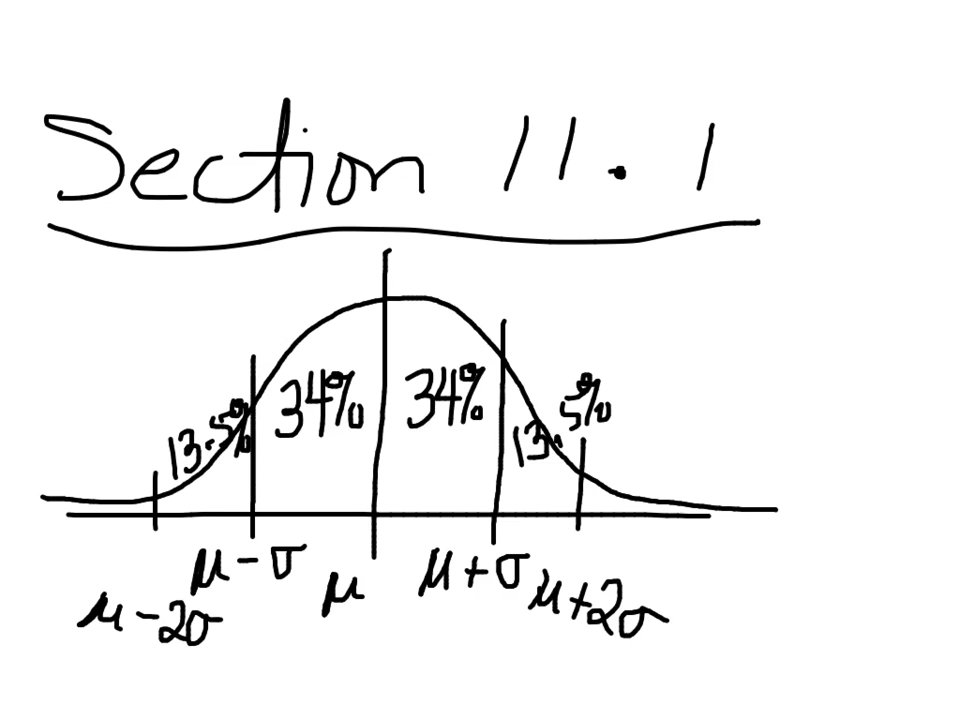 Section 11.1
34% 34%
13.5% 13.5%
μ-σ μ μ+σ
μ-2σ μ+2σ